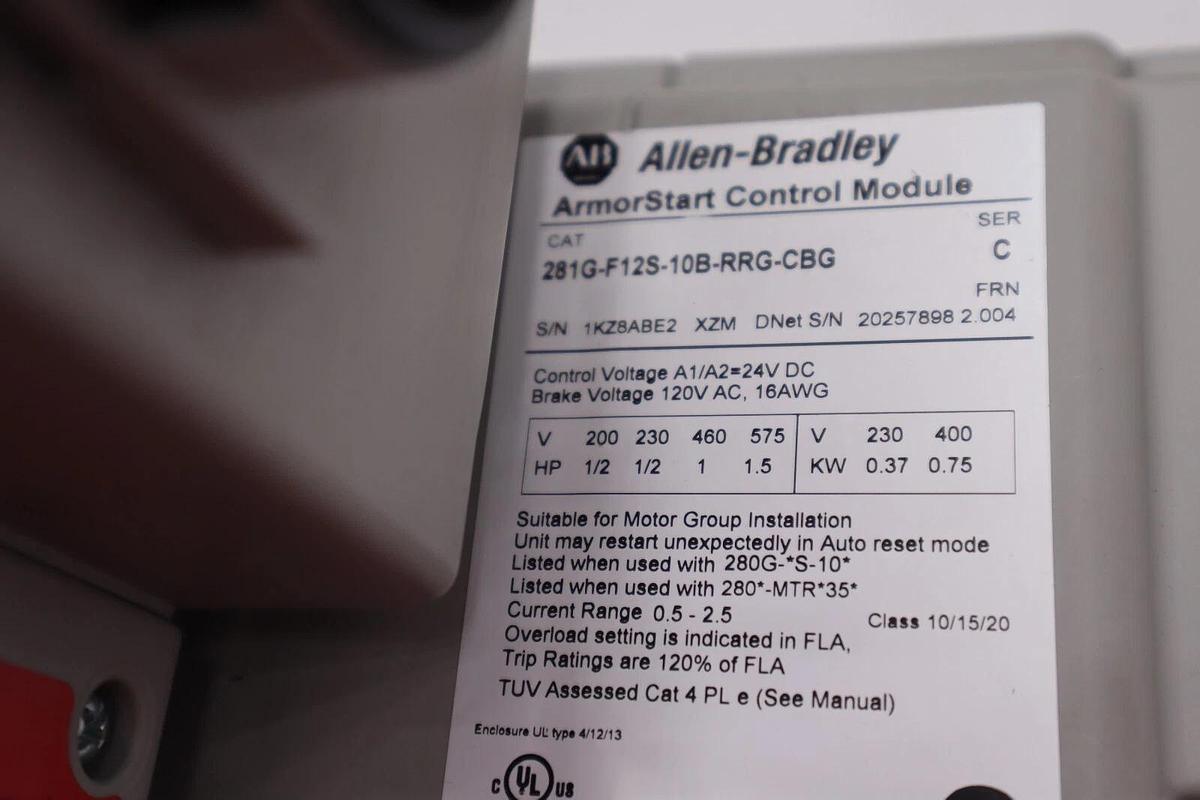 AB Allen-Bradley
ArmorStart Control Module
CAT SER
281G-F12S-10B-RRG-CBG C
FRN
S/N 1KZ8ABE2 XZM DNet S/N 20257898 2.004
Control Voltage A1/A2=24V DC
Brake Voltage 120V AC, 16AWG
V 200 230 460 575 V 230 400
HP 1/2 1/2 1 1.5 KW 0.37 0.75
Suitable for Motor Group Installation
Unit may restart unexpectedly in Auto reset mode
Listed when used with 280G-*S-10*
Listed when used with 280*-MTR*35*
Current Range 0.5 - 2.5 Class 10/15/20
Overload setting is indicated in FLA,
Trip Ratings are 120% of FLA
TUV Assessed Cat 4 PL e (See Manual)
Enclosure UL type 4/12/13
C UL US